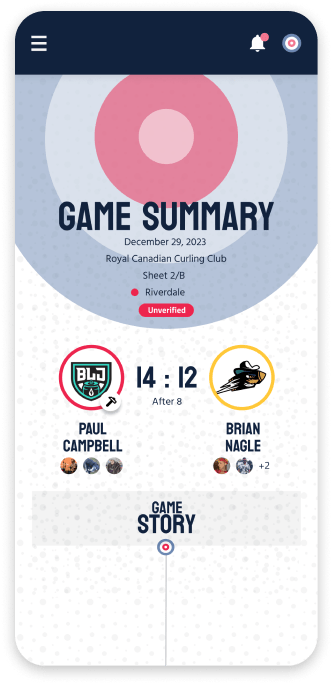 GAME SUMMARY
December 29, 2023
Royal Canadian Curling Club
Sheet 2/B
Riverdale
Unverified
BLJ
14 : 12
After 8
PAUL
CAMPBELL
BRIAN
NAGLE
+2
GAME
STORY